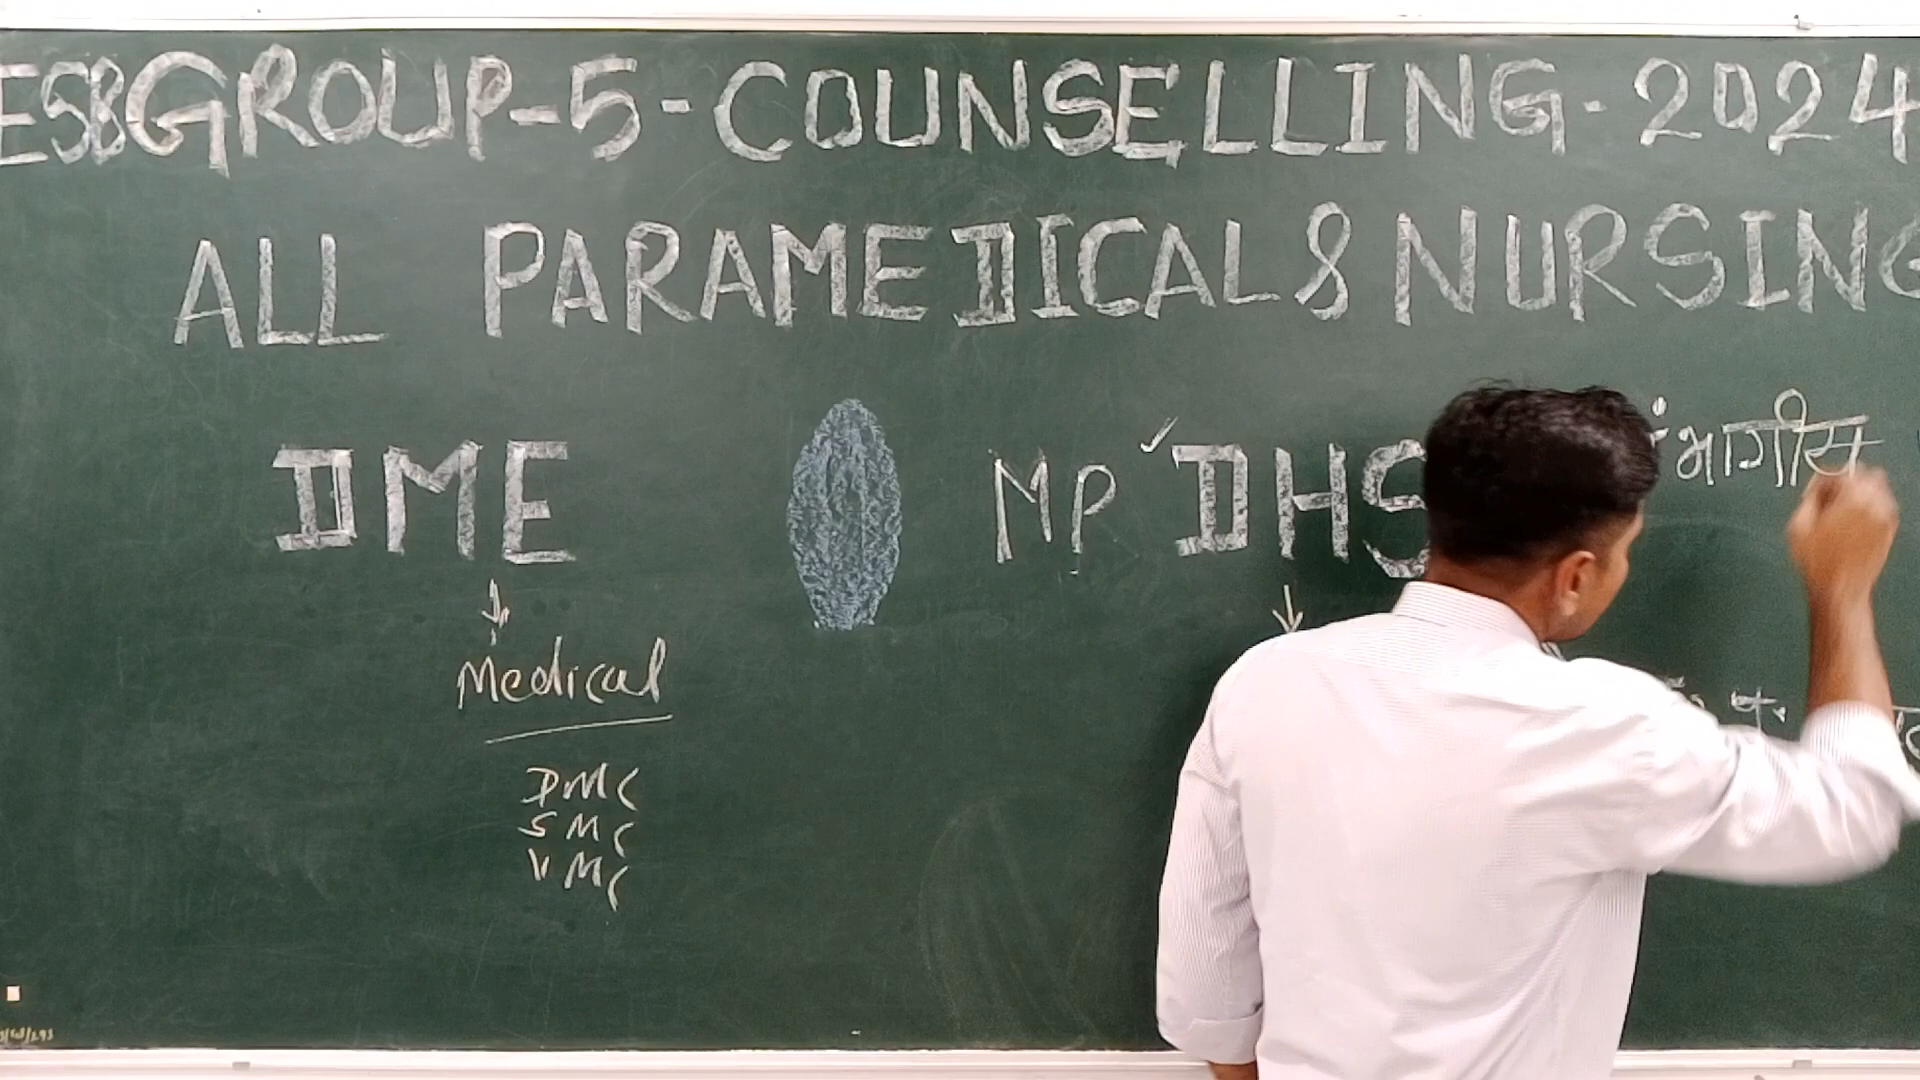 ESB GROUP-5-COUNSELLING-2024
ALL PARAMEDICAL & NURSING
DME
MP DHS
Medical
DMC
SMC
VMC